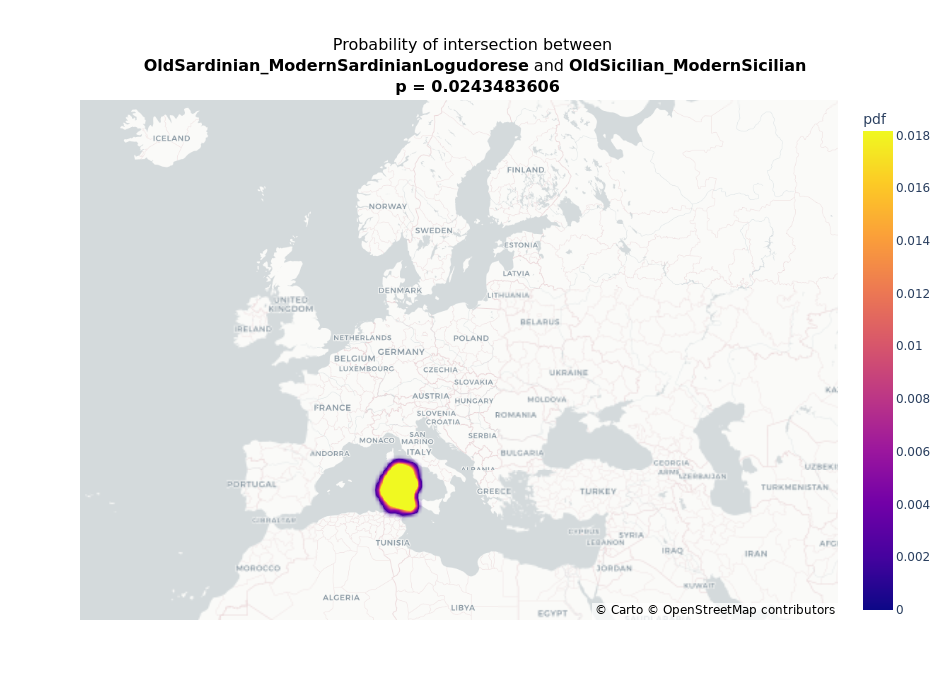 Probability of intersection between
OldSardinian_ModernSardinianLogudorese and OldSicilian_ModernSicilian
p = 0.0243483606
pdf
0.018
0.016
0.014
0.012
0.01
0.008
0.006
0.004
0.002
0
ICELAND
FINLAND
NORWAY
SWEDEN
ESTONIA
LATVIA
DENMARK
LITHUANIA
UNITED
KINGDOM
IRELAND
BELARUS
NETHERLANDS
POLAND
GERMANY
BELGIUM
LUXEMBOURG
CZECHIA
UKRAINE
SLOVAKIA
AUSTRIA
HUNGARY
MOLDOVA
FRANCE
SLOVENIA
CROATIA
ROMANIA
SAN
MARINO
MONACO
SERBIA
ANDORRA
ITALY
BULGARIA
ALBANIA
GEORGIA
UZBEKI
PORTUGAL
GREECE
TURKEY
TURKMENISTAN
GIBRALTAR
CYPRUS
SYRIA
LEBANON
TUNISIA
IRAQ
IRAN
AFG
MOROCCO
JORDAN
KUWAIT
ALGERIA
LIBYA
EGYPT
© Carto © OpenStreetMap contributors